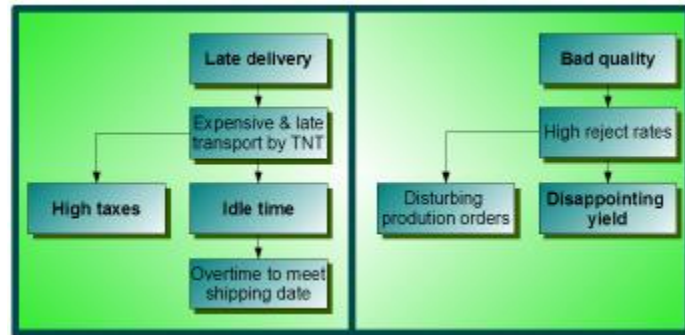 Late delivery
Expensive & late
transport by TNT
High taxes
Idle time
Overtime to meet
shipping date
Bad quality
High reject rates
Disturbing
prodution orders
Disappointing
yield